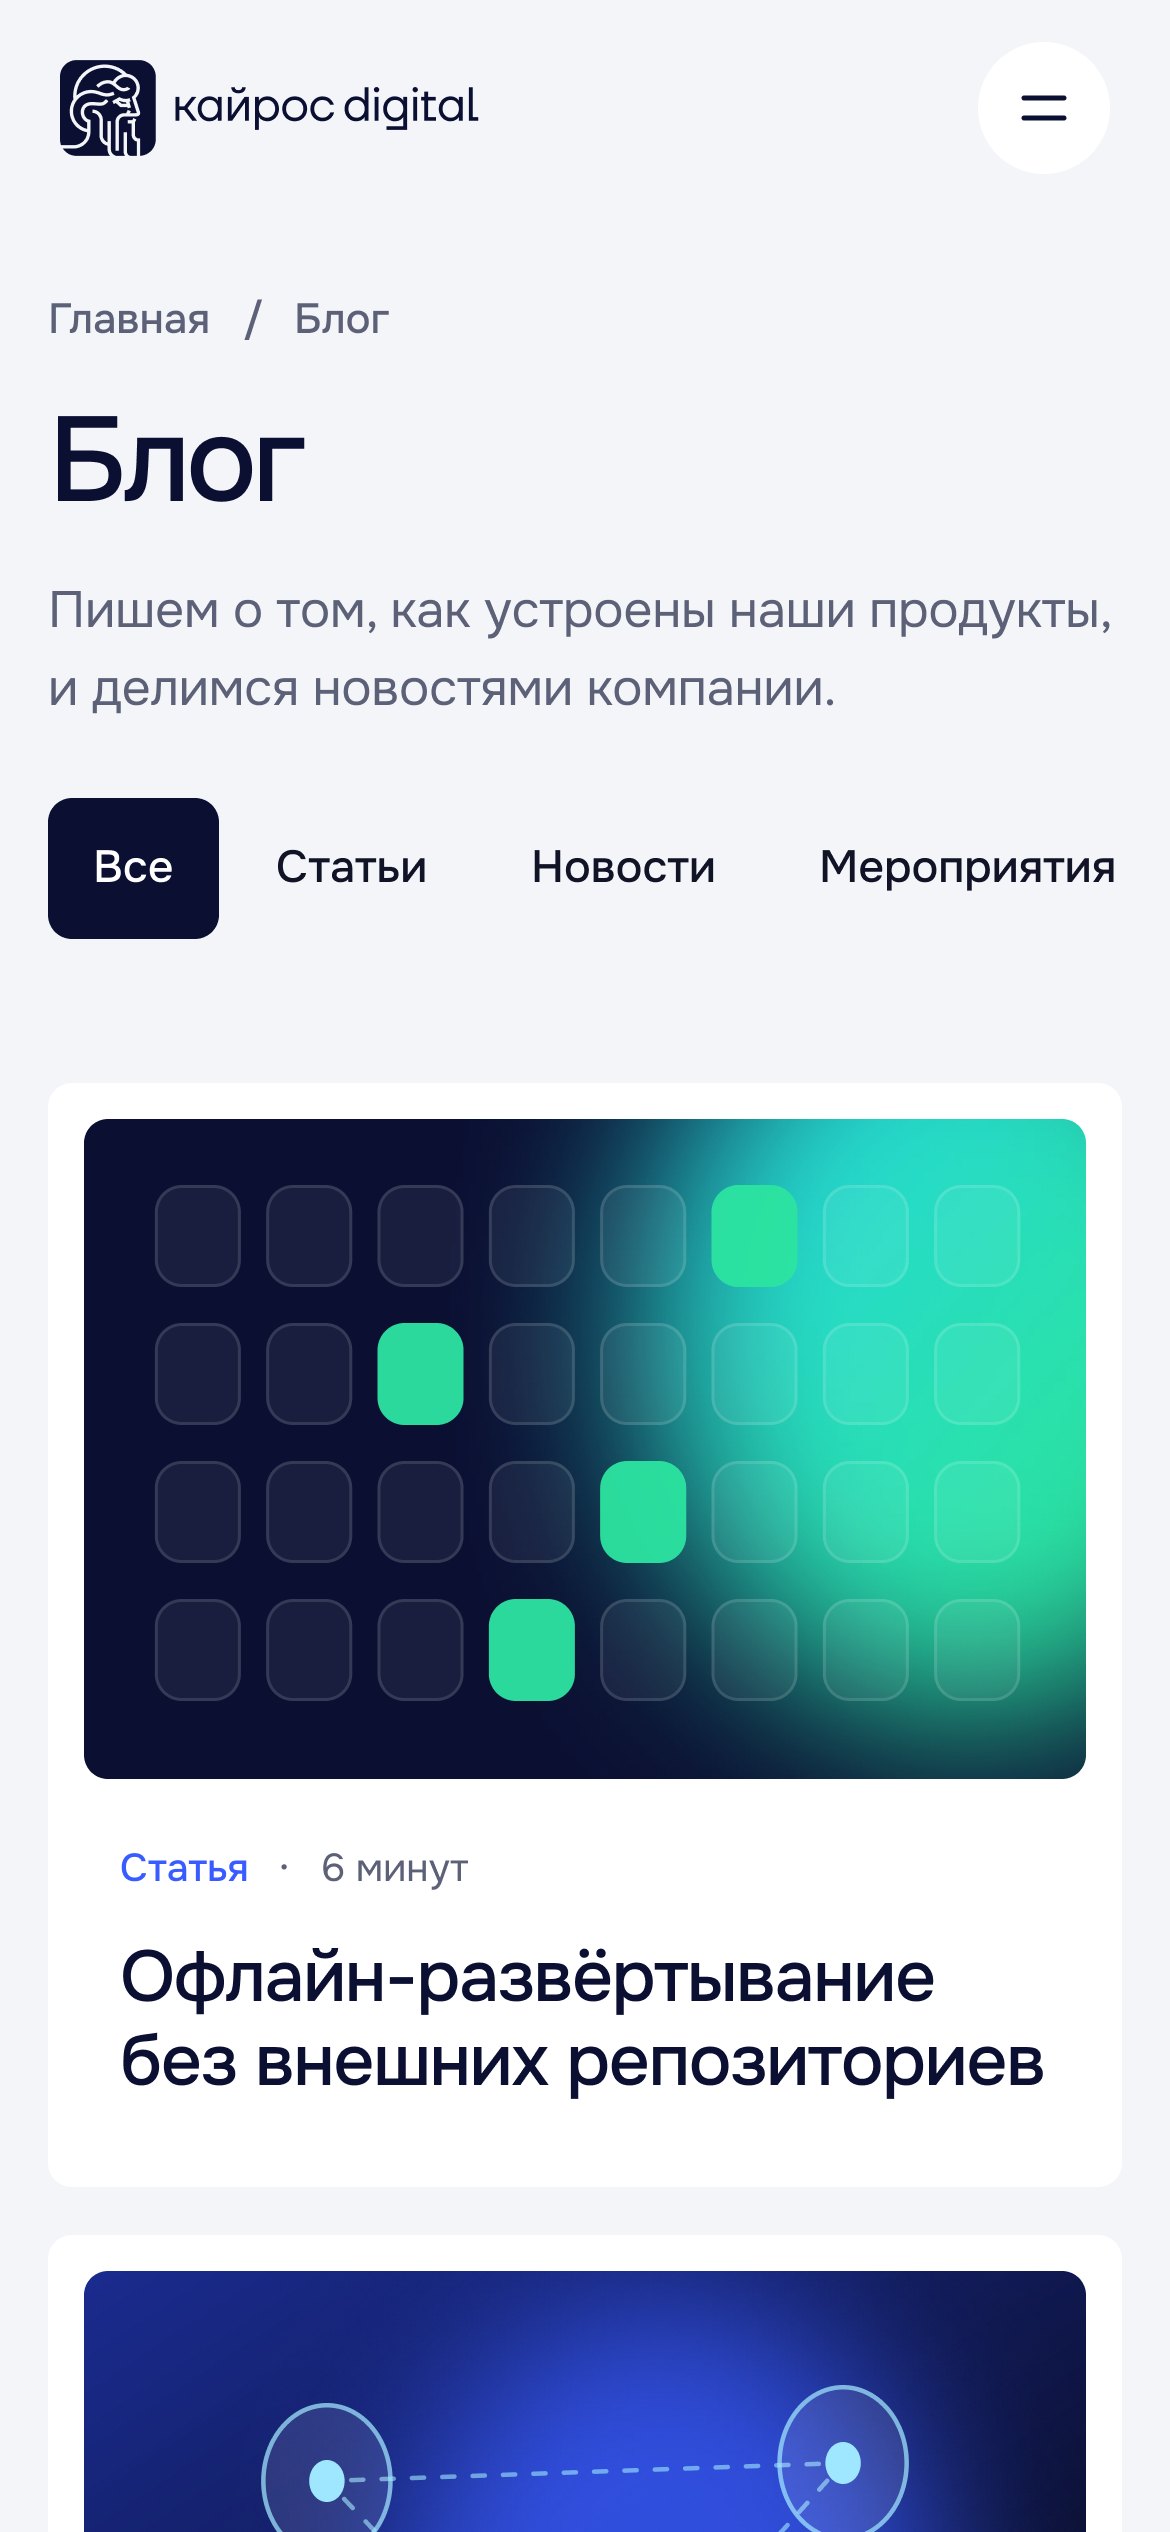 кайрос digital
Главная / Блог
Блог
Пишем о том, как устроены наши продукты,
и делимся новостями компании.
Все Статьи Новости Мероприятия
Статья · 6 минут
Офлайн-развёртывание
без внешних репозиториев